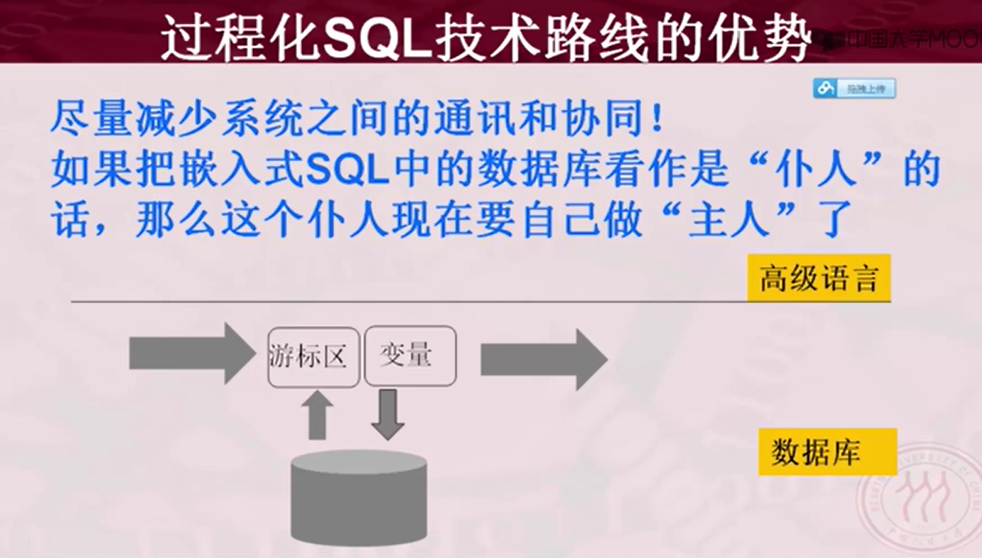 过程化SQL技术路线的优势
中国大学MOO
拖拽上传
尽量减少系统之间的通讯和协同！
如果把嵌入式SQL中的数据库看作是“仆人”的
话，那么这个仆人现在要自己做“主人”了
高级语言
游标区
变量
数据库